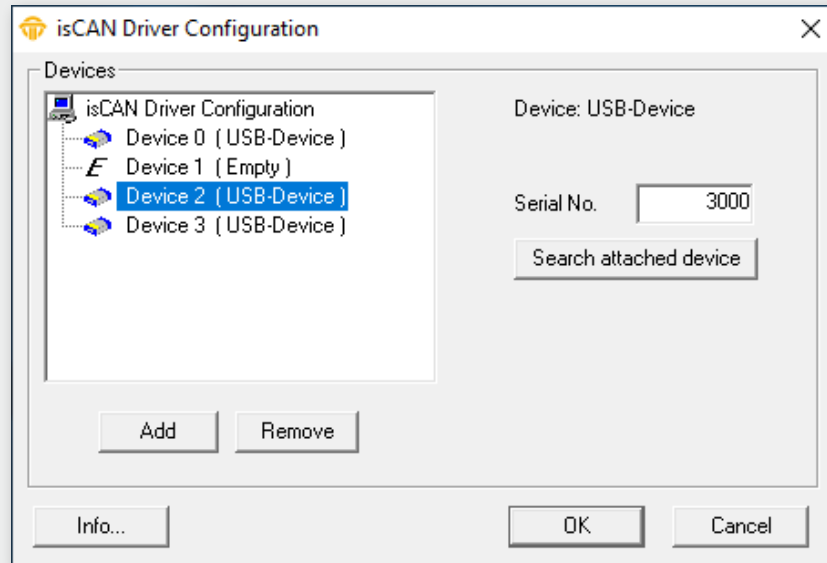 isCAN Driver Configuration
Devices
isCAN Driver Configuration
Device 0 ( USB-Device )
E Device 1 ( Empty )
Device 2 ( USB-Device )
Device 3 ( USB-Device )
Device: USB-Device
Serial No. 3000
Search attached device
Add Remove
Info... OK Cancel